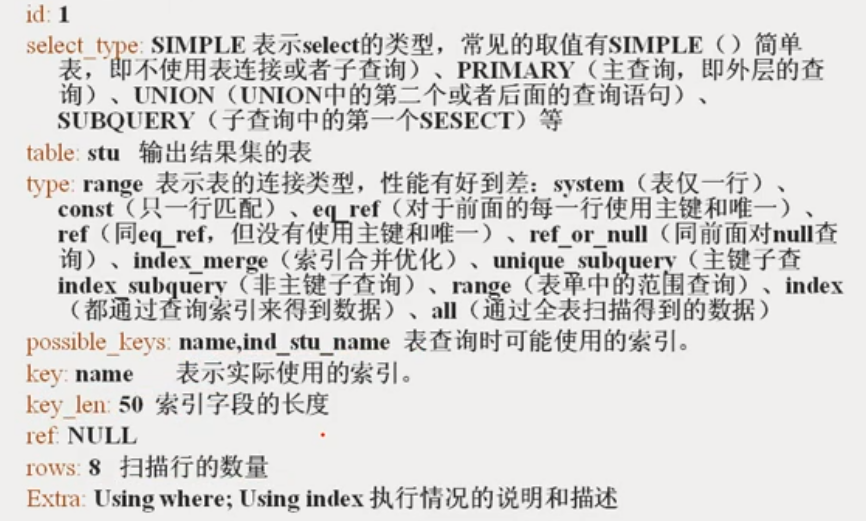 id: 1
select_type: SIMPLE 表示select的类型，常见的取值有SIMPLE（）简单
表，即不使用表连接或者子查询）、PRIMARY（主查询，即外层的查
询）、UNION（UNION中的第二个或者后面的查询语句）、
SUBQUERY（子查询中的第一个SESECT）等
table: stu 输出结果集的表
type: range 表示表的连接类型，性能有好到差：system（表仅一行）、
const（只一行匹配）、eq_ref（对于前面的每一行使用主键和唯一）、
ref（同eq_ref，但没有使用主键和唯一）、ref_or_null（同前面对null查
询）、index_merge（索引合并优化）、unique_subquery（主键子查
index_subquery（非主键子查询）、range（表单中的范围查询）、index
（都通过查询索引来得到数据）、all（通过全表扫描得到的数据）
possible_keys: name,ind_stu_name 表查询时可能使用的索引。
key: name 表示实际使用的索引。
key_len: 50 索引字段的长度
ref: NULL
rows: 8 扫描行的数量
Extra: Using where; Using index 执行情况的说明和描述